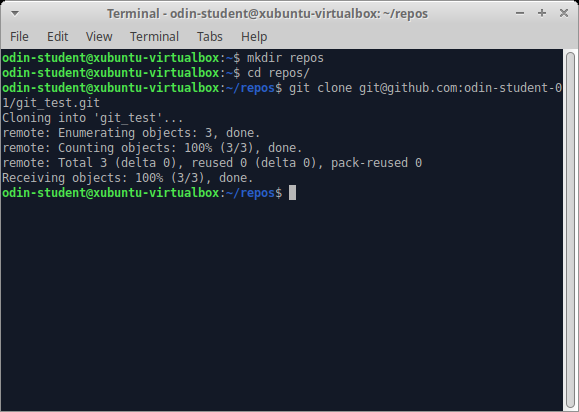 Terminal - odin-student@xubuntu-virtualbox: ~/repos
File Edit View Terminal Tabs Help
odin-student@xubuntu-virtualbox:~$ mkdir repos
odin-student@xubuntu-virtualbox:~$ cd repos/
odin-student@xubuntu-virtualbox:~/repos$ git clone git@github.com:odin-student-0
1/git_test.git
Cloning into 'git_test'...
remote: Enumerating objects: 3, done.
remote: Counting objects: 100% (3/3), done.
remote: Total 3 (delta 0), reused 0 (delta 0), pack-reused 0
Receiving objects: 100% (3/3), done.
odin-student@xubuntu-virtualbox:~/repos$